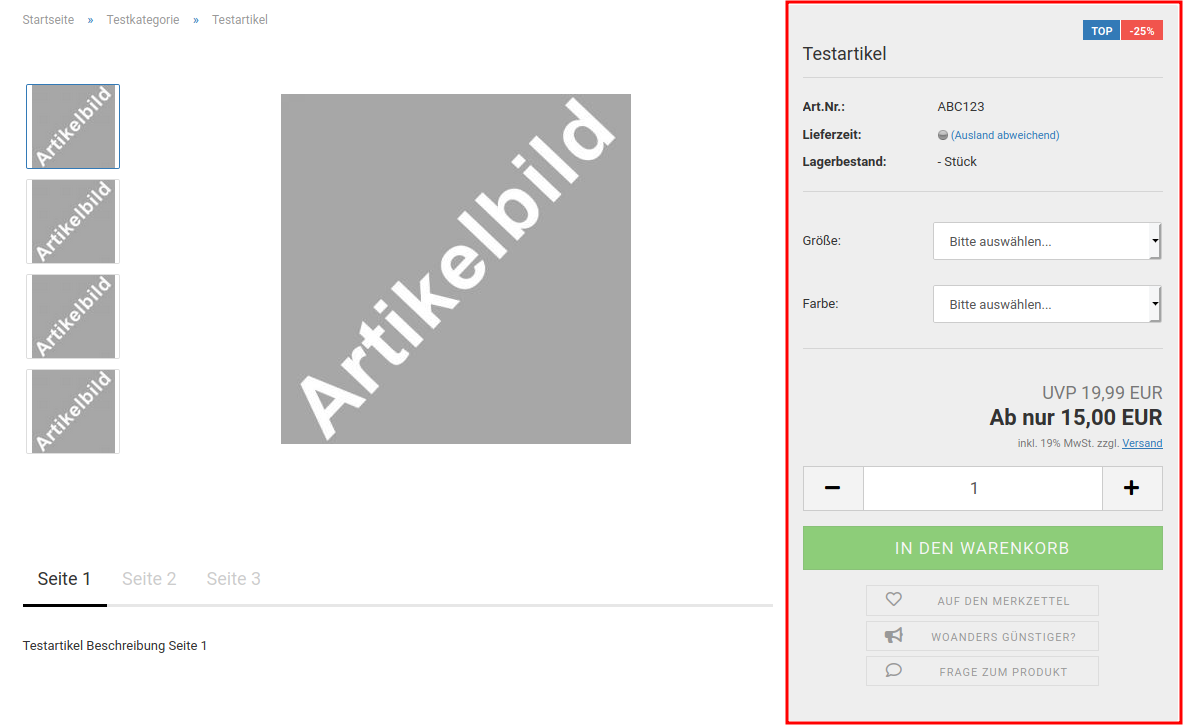 Startseite » Testkategorie » Testartikel
Artikelbild
Artikelbild
Artikelbild
Artikelbild
Artikelbild
Seite 1 Seite 2 Seite 3
Testartikel Beschreibung Seite 1
TOP -25%
Testartikel
Art.Nr.: ABC123
Lieferzeit: (Ausland abweichend)
Lagerbestand: - Stück
Größe: Bitte auswählen...
Farbe: Bitte auswählen...
UVP 19,99 EUR
Ab nur 15,00 EUR
inkl. 19% MwSt. zzgl. Versand
− 1 +
IN DEN WARENKORB
AUF DEN MERKZETTEL
WOANDERS GÜNSTIGER?
FRAGE ZUM PRODUKT